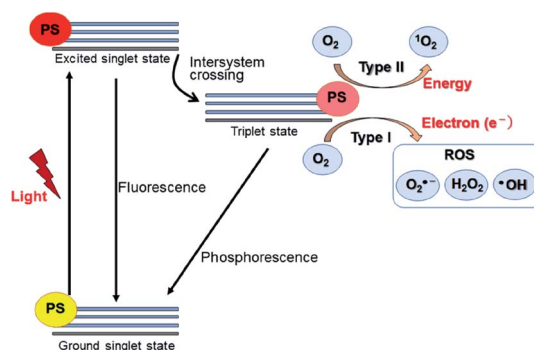 PS
Excited singlet state
Intersystem
crossing
O₂
¹O₂
Type II
Energy
PS
Triplet state
Electron (e⁻)
Type I
O₂
ROS
O₂•⁻
H₂O₂
•OH
Light
Fluorescence
Phosphorescence
PS
Ground singlet state